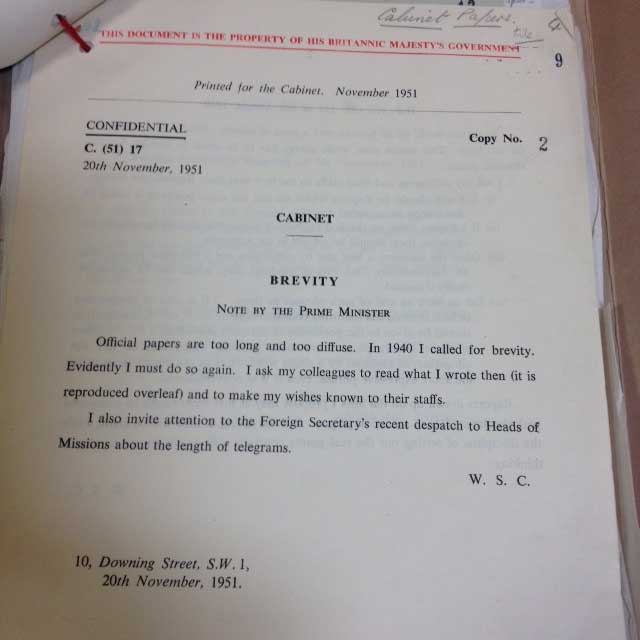 Cabinet Papers.
THIS DOCUMENT IS THE PROPERTY OF HIS BRITANNIC MAJESTY'S GOVERNMENT
9
Printed for the Cabinet. November 1951
CONFIDENTIAL
Copy No. 2
C. (51) 17
20th November, 1951
CABINET
BREVITY
NOTE BY THE PRIME MINISTER
Official papers are too long and too diffuse. In 1940 I called for brevity.
Evidently I must do so again. I ask my colleagues to read what I wrote then (it is
reproduced overleaf) and to make my wishes known to their staffs.
I also invite attention to the Foreign Secretary's recent despatch to Heads of
Missions about the length of telegrams.
W. S. C.
10, Downing Street, S.W. 1,
20th November, 1951.